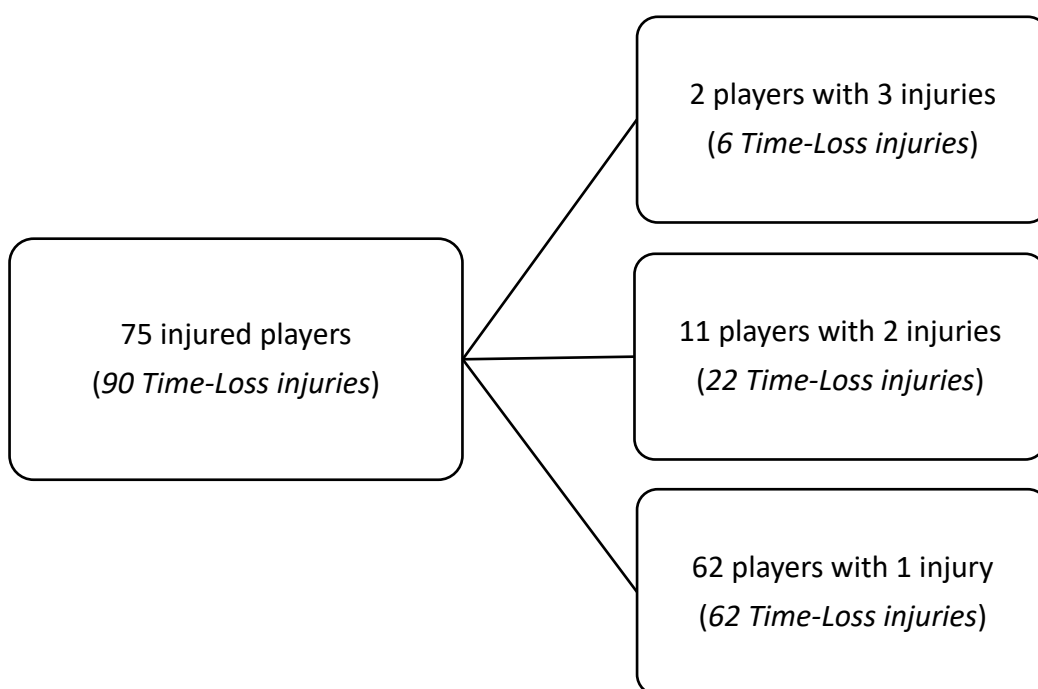 75 injured players
(90 Time-Loss injuries)
2 players with 3 injuries
(6 Time-Loss injuries)
11 players with 2 injuries
(22 Time-Loss injuries)
62 players with 1 injury
(62 Time-Loss injuries)